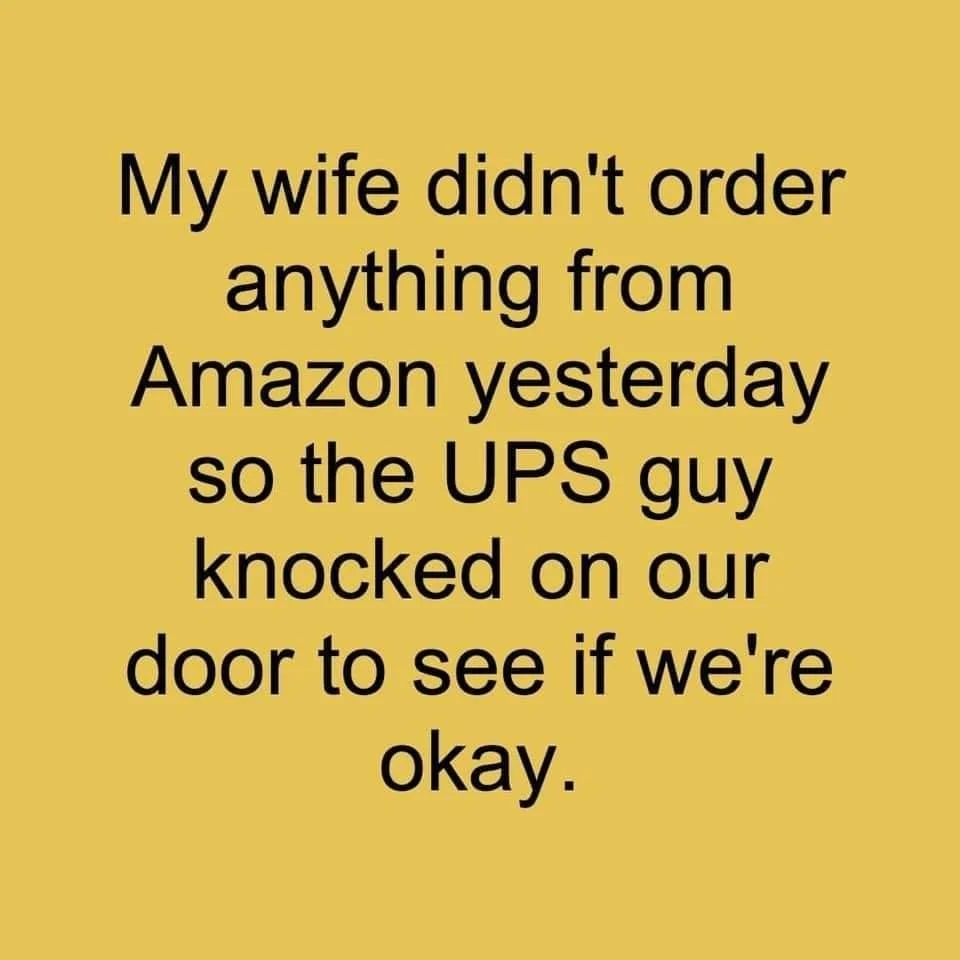 My wife didn't order
anything from
Amazon yesterday
so the UPS guy
knocked on our
door to see if we're
okay.